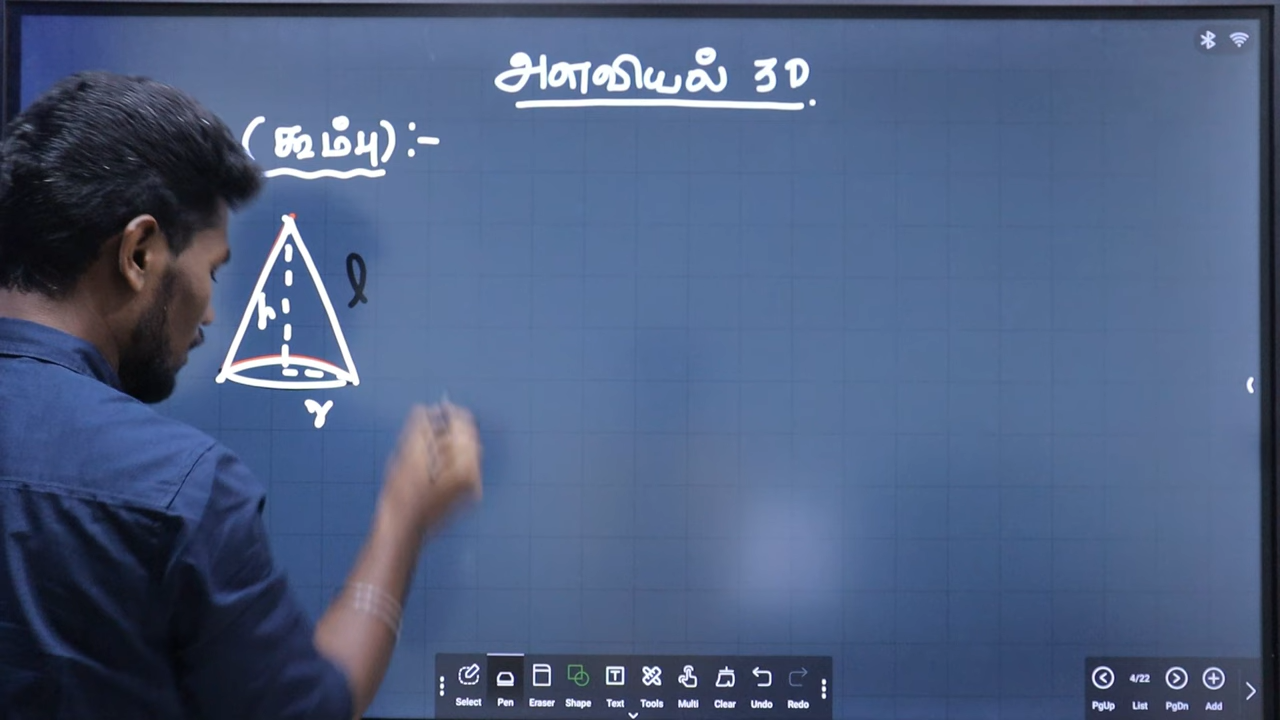 அளவியல் 3D.
(கூம்பு) :-
l
h
r
Select Pen Eraser Shape Text Tools Multi Clear Undo Redo
4/22
PgUp List PgDn Add